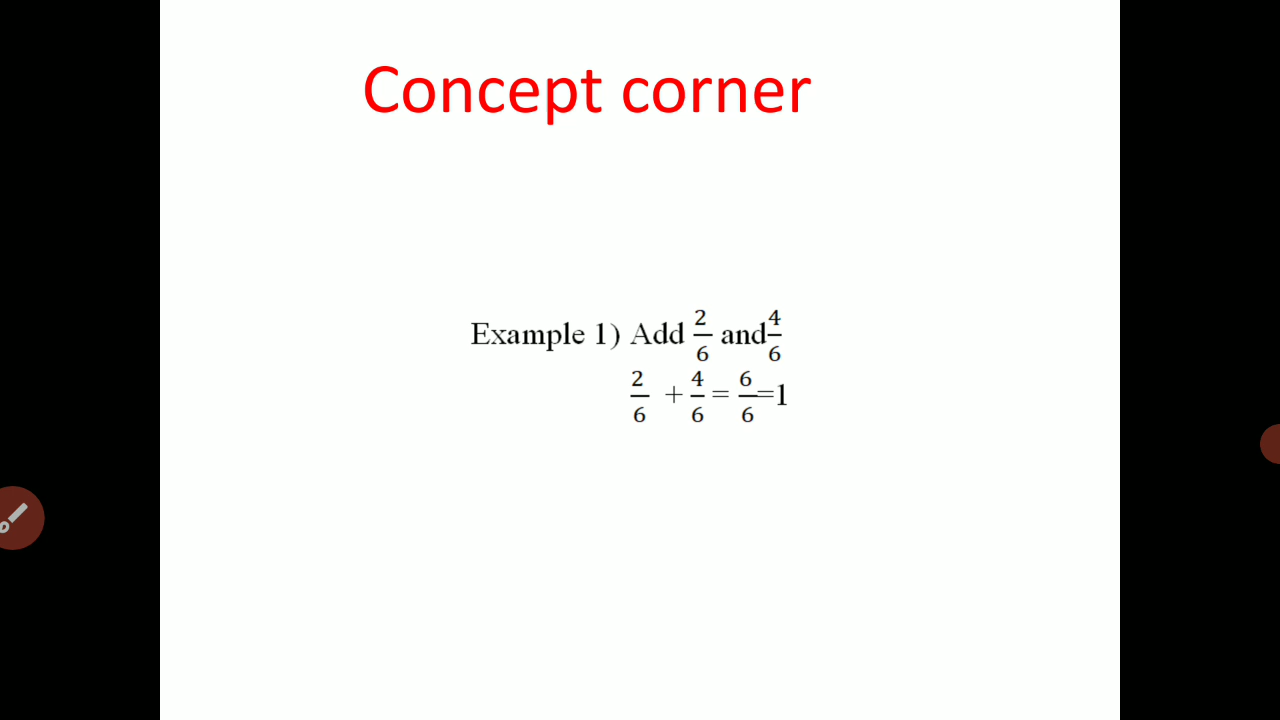 Concept corner
Example 1) Add 2/6 and 4/6
2/6 + 4/6 = 6/6 =1